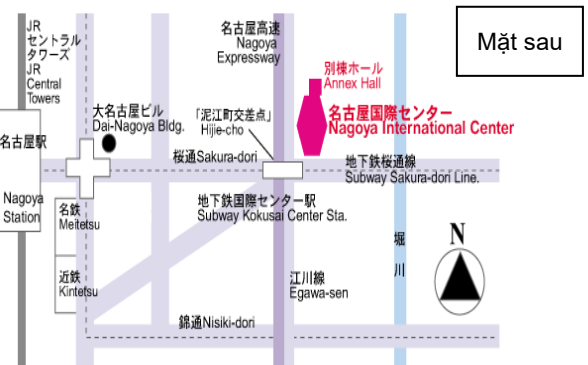 JR
セントラル
タワーズ
JR
Central
Towers
名古屋高速
Nagoya
Expressway
Mặt sau
別棟ホール
Annex Hall
大名古屋ビル
Dai-Nagoya Bldg.
「泥江町交差点」
Hijie-cho
名古屋国際センター
Nagoya International Center
名古屋駅
桜通Sakura-dori
地下鉄桜通線
Subway Sakura-dori Line.
Nagoya
Station
名鉄
Meitetsu
地下鉄国際センター駅
Subway Kokusai Center Sta.
堀
川
N
近鉄
Kintetsu
江川線
Egawa-sen
錦通Nisiki-dori